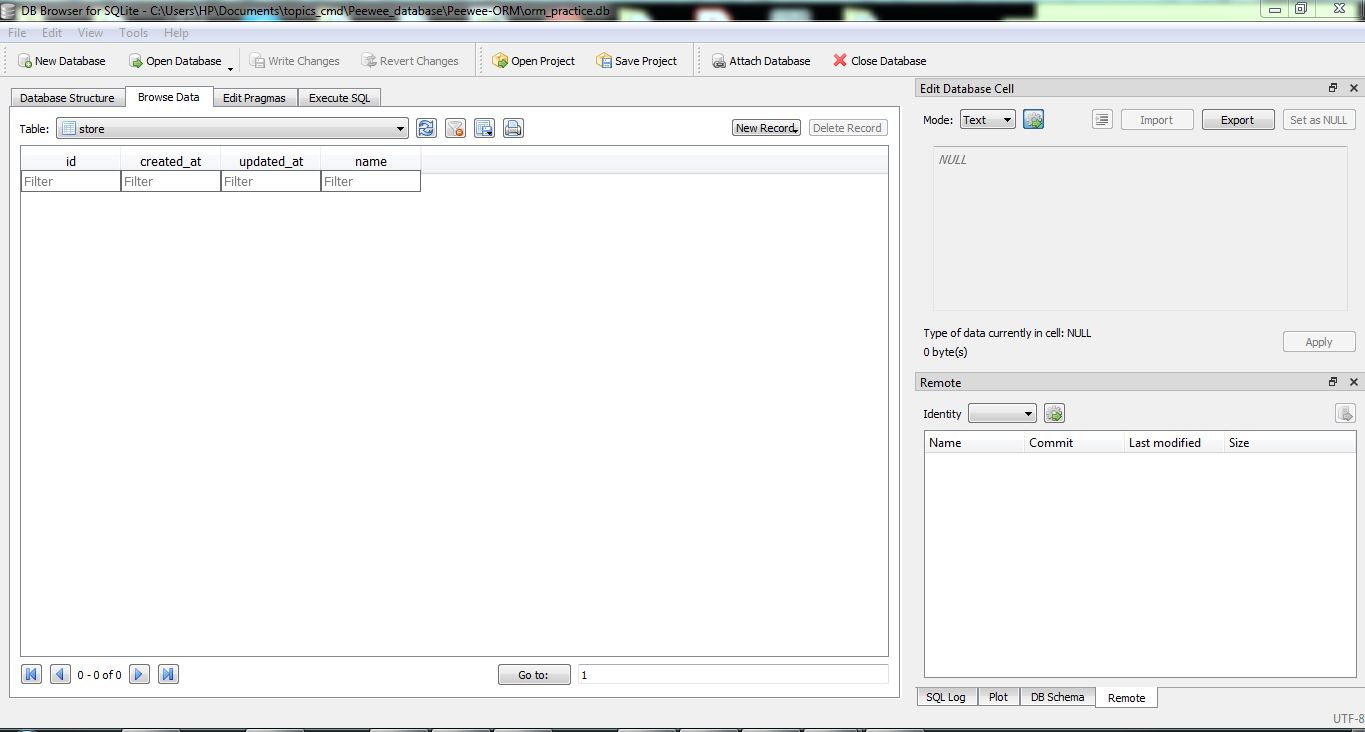 DB Browser for SQLite - C:\Users\HP\Documents\topics_cmd\Peewee_database\Peewee-ORM\orm_practice.db
File Edit View Tools Help
New Database Open Database Write Changes Revert Changes Open Project Save Project Attach Database Close Database
Database Structure Browse Data Edit Pragmas Execute SQL
Table: store New Record Delete Record
id created_at updated_at name
Filter Filter Filter Filter
0 - 0 of 0 Go to: 1
Edit Database Cell
Mode: Text Import Export Set as NULL
NULL
Type of data currently in cell: NULL
0 byte(s)
Apply
Remote
Identity
Name Commit Last modified Size
SQL Log Plot DB Schema Remote
UTF-8